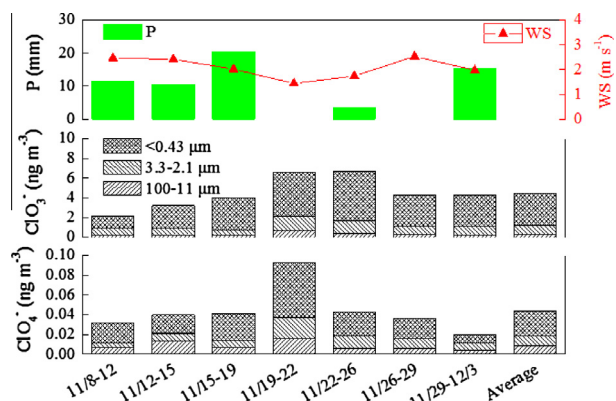 P
WS
P (mm)
30
20
10
0
WS (m s⁻¹)
4
3
2
1
0
<0.43 μm
3.3-2.1 μm
100-11 μm
ClO₃⁻ (ng m⁻³)
10
8
6
4
2
0
ClO₄⁻ (ng m⁻³)
0.10
0.08
0.06
0.04
0.02
0.00
11/8-12
11/12-15
11/15-19
11/19-22
11/22-26
11/26-29
11/29-12/3
Average